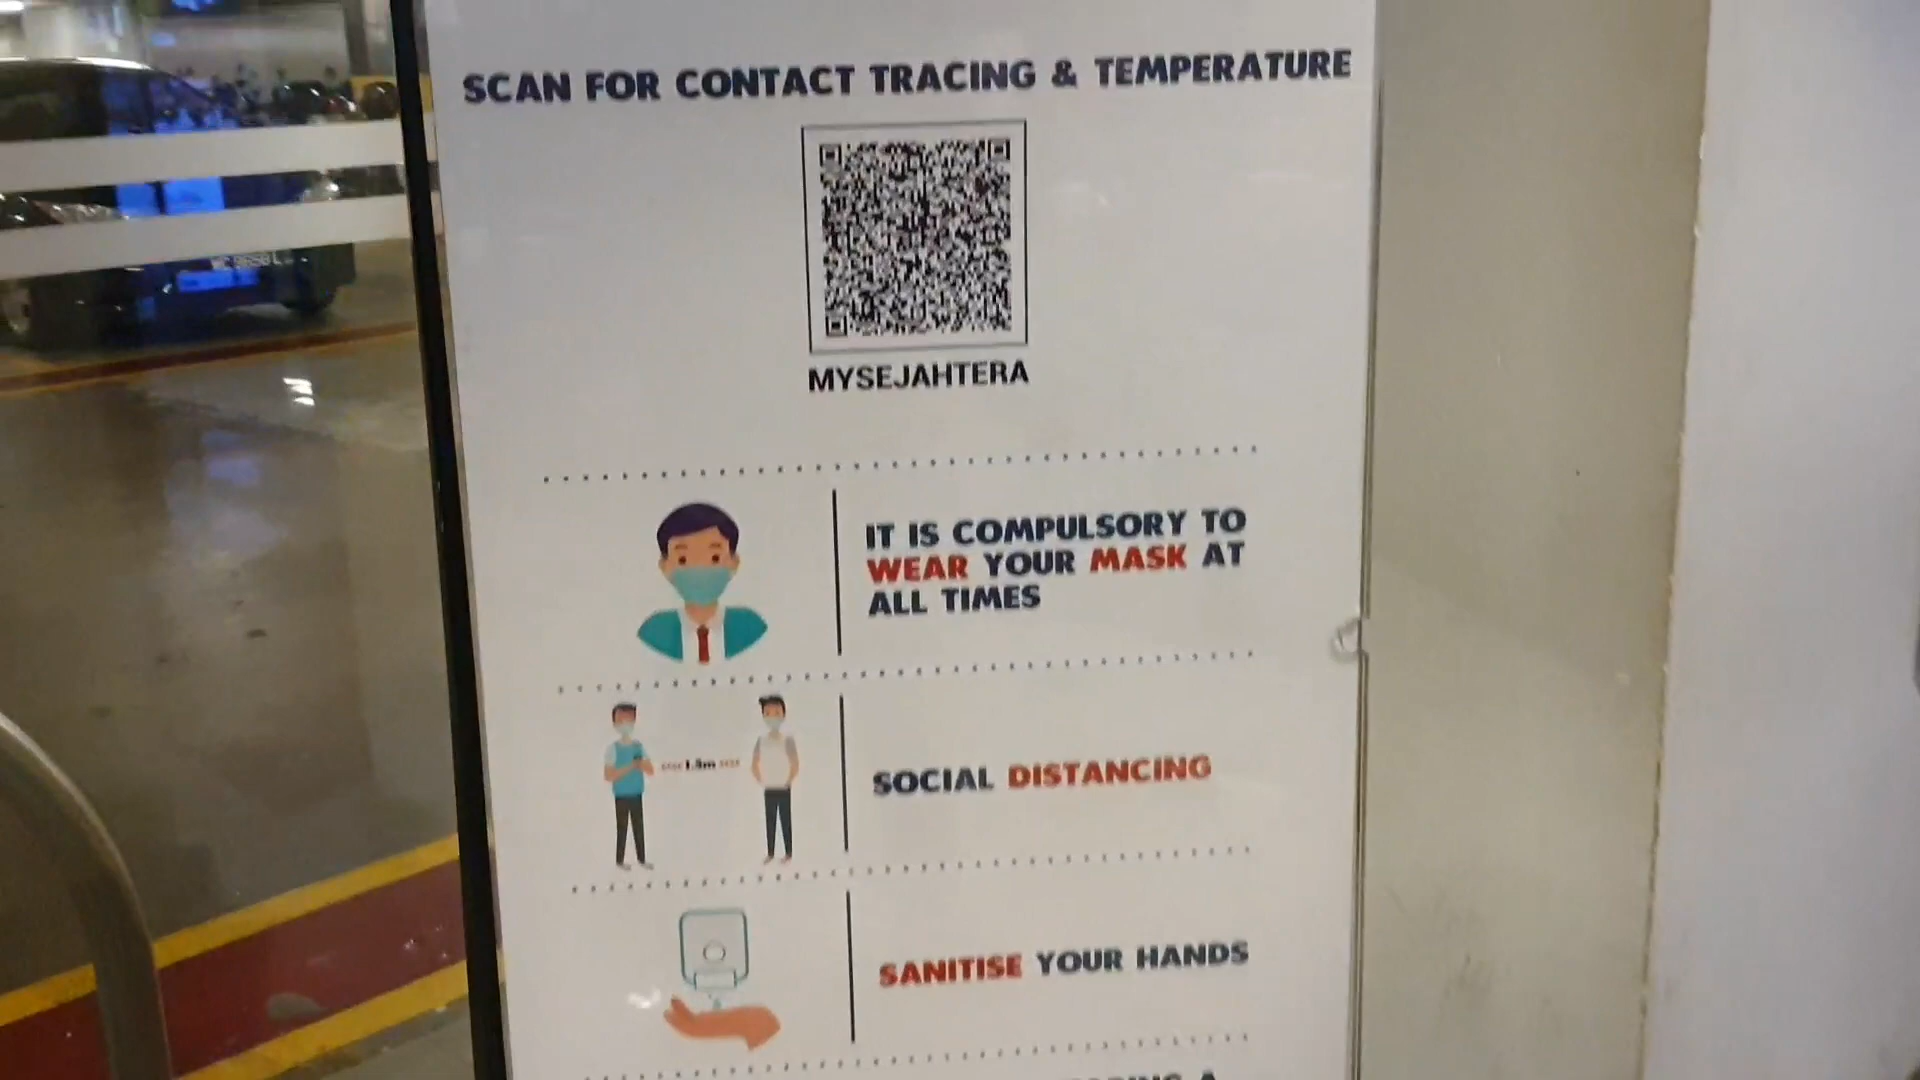 SCAN FOR CONTACT TRACING & TEMPERATURE
MYSEJAHTERA
IT IS COMPULSORY TO
WEAR YOUR MASK AT
ALL TIMES
SOCIAL DISTANCING
SANITISE YOUR HANDS